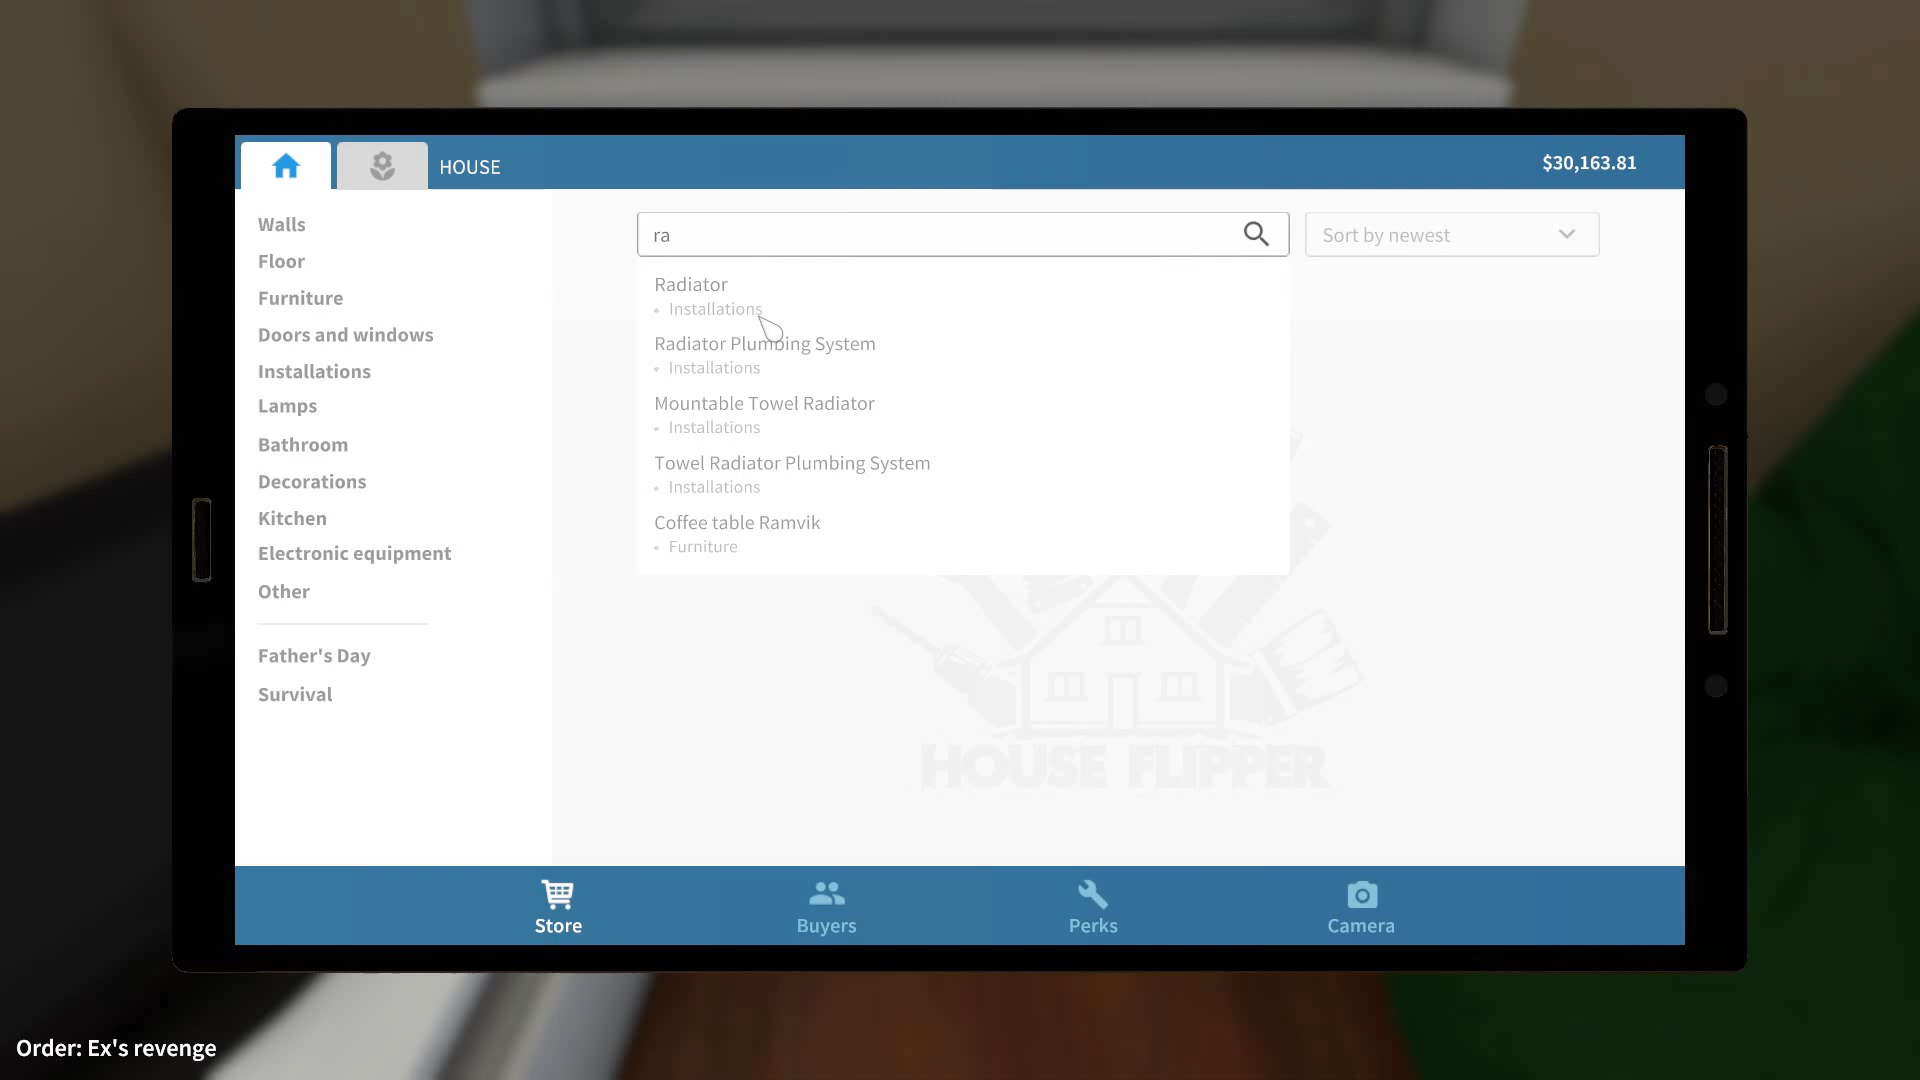 HOUSE
$30,163.81
Walls
Floor
Furniture
Doors and windows
Installations
Lamps
Bathroom
Decorations
Kitchen
Electronic equipment
Other
Father's Day
Survival
ra
Sort by newest
Radiator
• Installations
Radiator Plumbing System
• Installations
Mountable Towel Radiator
• Installations
Towel Radiator Plumbing System
• Installations
Coffee table Ramvik
• Furniture
HOUSE FLIPPER
Store
Buyers
Perks
Camera
Order: Ex's revenge